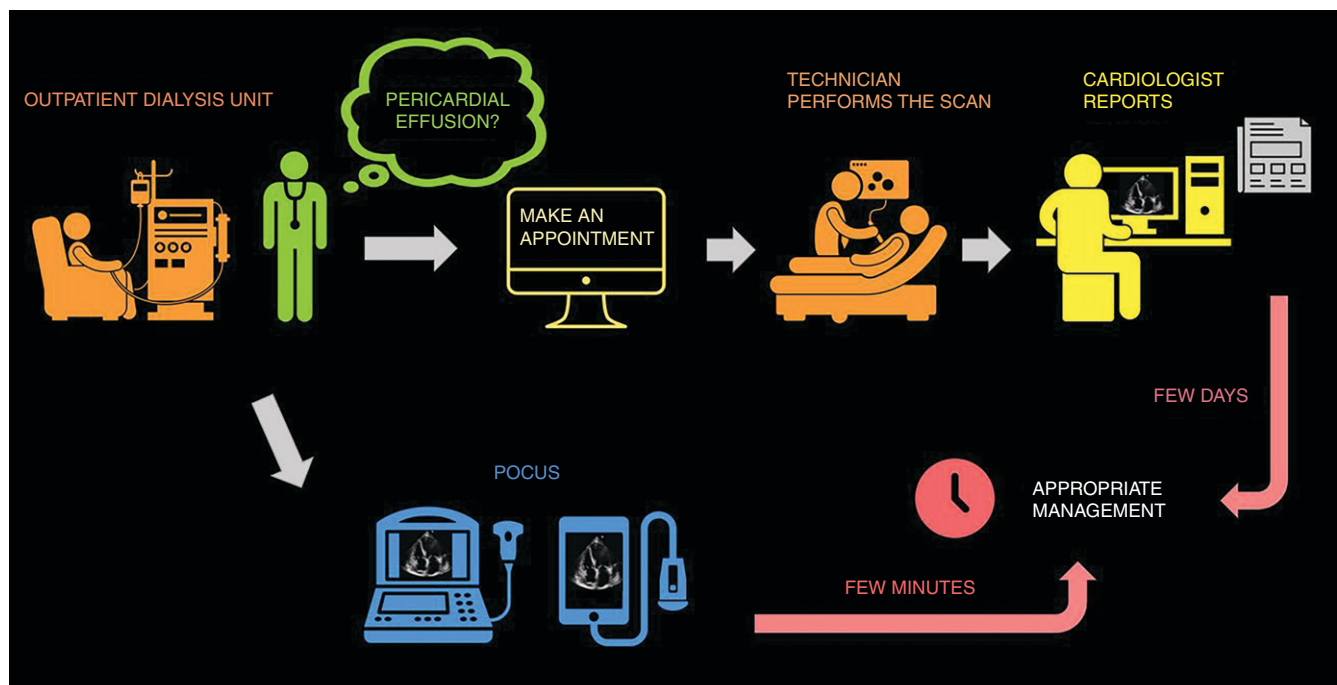 OUTPATIENT DIALYSIS UNIT
PERICARDIAL
EFFUSION?
MAKE AN
APPOINTMENT
TECHNICIAN
PERFORMS THE SCAN
CARDIOLOGIST
REPORTS
FEW DAYS
POCUS
APPROPRIATE
MANAGEMENT
FEW MINUTES